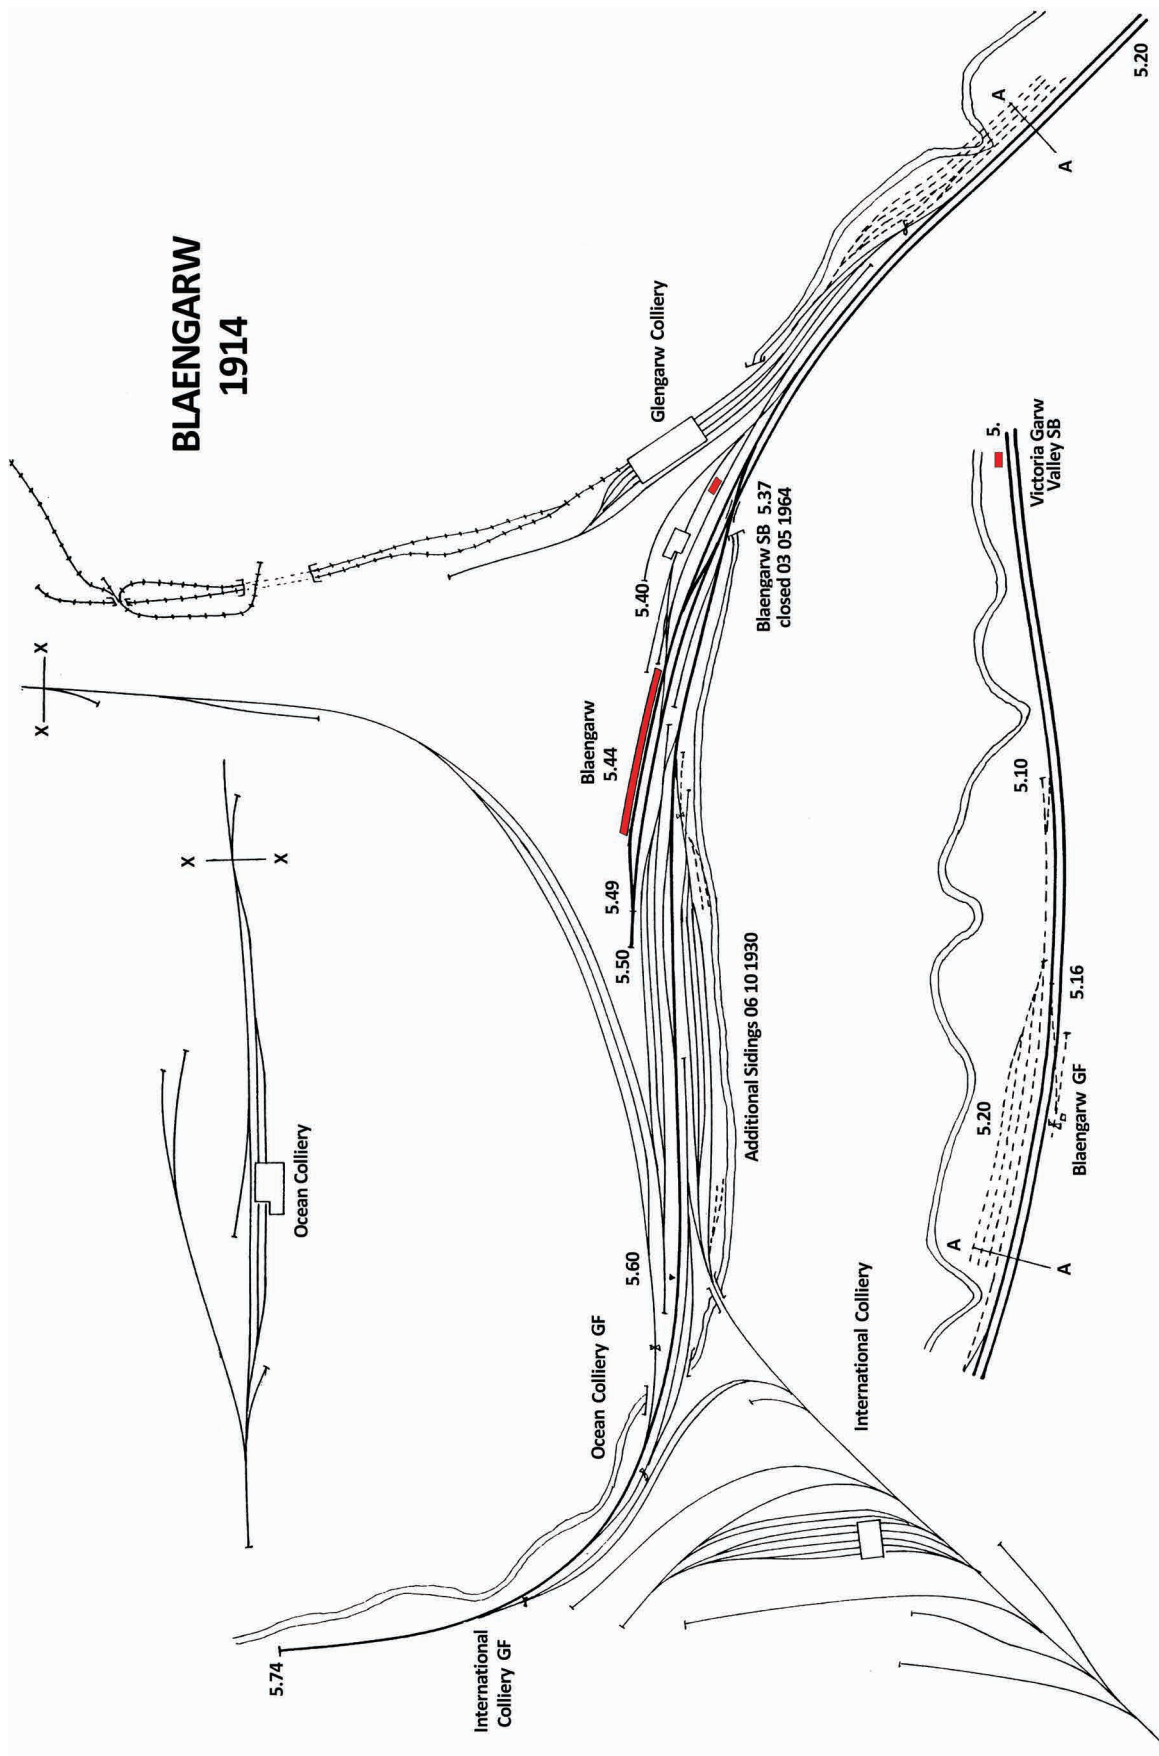 BLAENGARW
1914
5.20
A
A
Glengarw Colliery
X
X
5.40
Blaengarw SB 5.37
closed 03 05 1964
5.
Victoria Garw
Valley SB
Blaengarw
5.44
5.10
X
X
5.49
5.50
Additional Sidings 06 10 1930
5.16
5.20
Blaengarw GF
Ocean Colliery
A
A
5.60
Ocean Colliery GF
International Colliery
5.74
International
Colliery GF